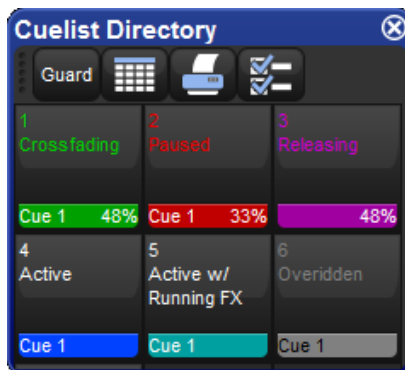 Cuelist Directory
Guard
1 2 3
Crossfading Paused Releasing
Cue 1 48% Cue 1 33% 48%
4 5 6
Active Active w/ Overidden
Running FX
Cue 1 Cue 1 Cue 1